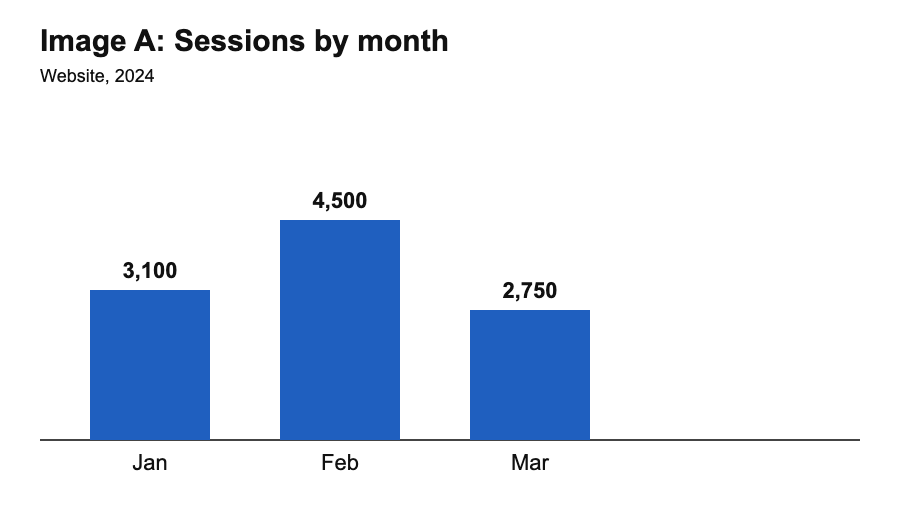 Image A: Sessions by month
Website, 2024
4,500
3,100
2,750
Jan Feb Mar